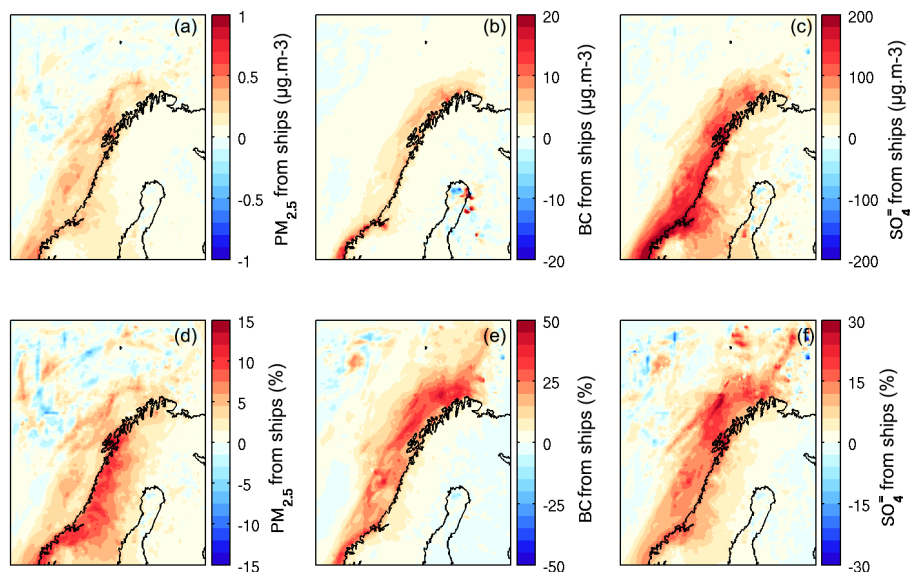 (a)
1
0.5
0
-0.5
-1
PM2.5 from ships (µg.m-3)
(b)
20
10
0
-10
-20
BC from ships (µg.m-3)
(c)
200
100
0
-100
-200
SO4= from ships (µg.m-3)
(d)
15
10
5
0
-5
-10
-15
PM2.5 from ships (%)
(e)
50
25
0
-25
-50
BC from ships (%)
(f)
30
15
0
-15
-30
SO4= from ships (%)